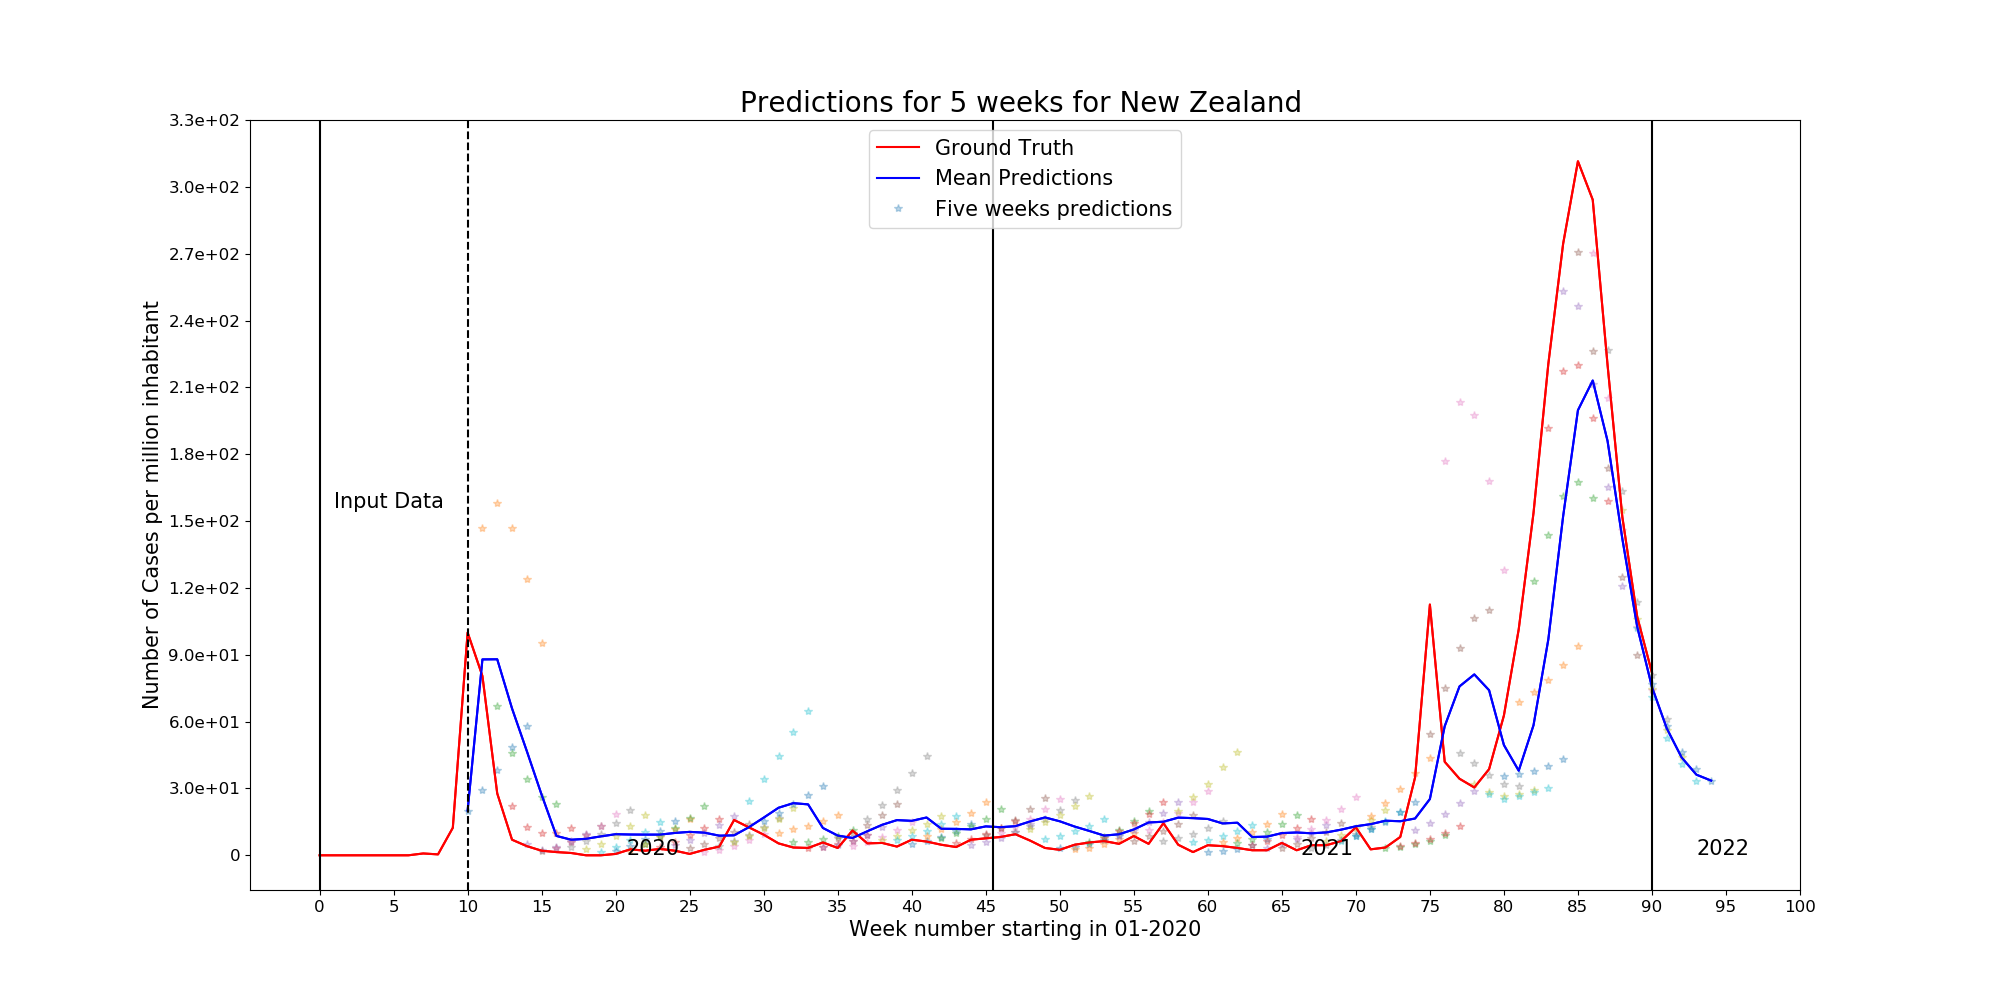 Predictions for 5 weeks for New Zealand
3.3e+02
3.0e+02
2.7e+02
2.4e+02
2.1e+02
1.8e+02
1.5e+02
1.2e+02
9.0e+01
6.0e+01
3.0e+01
0
Number of Cases per million inhabitant
Ground Truth
Mean Predictions
Five weeks predictions
Input Data
2020
2021
2022
0 5 10 15 20 25 30 35 40 45 50 55 60 65 70 75 80 85 90 95 100
Week number starting in 01-2020